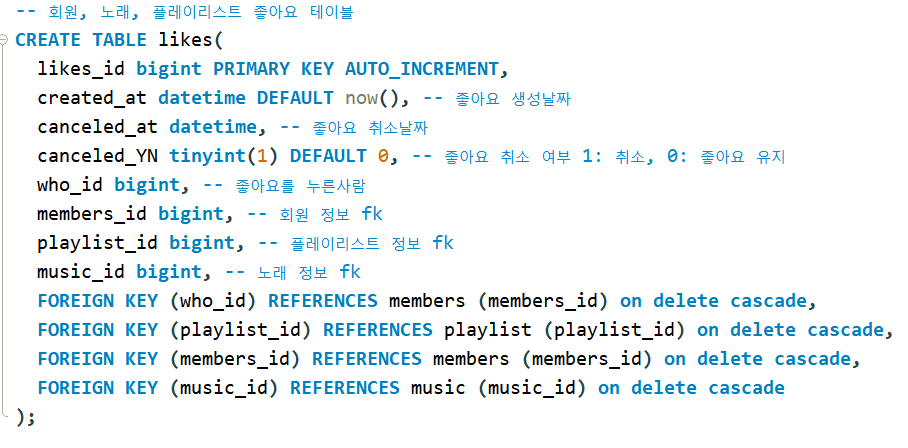 -- 회원, 노래, 플레이리스트 좋아요 테이블
CREATE TABLE likes(
likes_id bigint PRIMARY KEY AUTO_INCREMENT,
created_at datetime DEFAULT now(), -- 좋아요 생성날짜
canceled_at datetime, -- 좋아요 취소날짜
canceled_YN tinyint(1) DEFAULT 0, -- 좋아요 취소 여부 1: 취소, 0: 좋아요 유지
who_id bigint, -- 좋아요를 누른사람
members_id bigint, -- 회원 정보 fk
playlist_id bigint, -- 플레이리스트 정보 fk
music_id bigint, -- 노래 정보 fk
FOREIGN KEY (who_id) REFERENCES members (members_id) on delete cascade,
FOREIGN KEY (playlist_id) REFERENCES playlist (playlist_id) on delete cascade,
FOREIGN KEY (members_id) REFERENCES members (members_id) on delete cascade,
FOREIGN KEY (music_id) REFERENCES music (music_id) on delete cascade
);